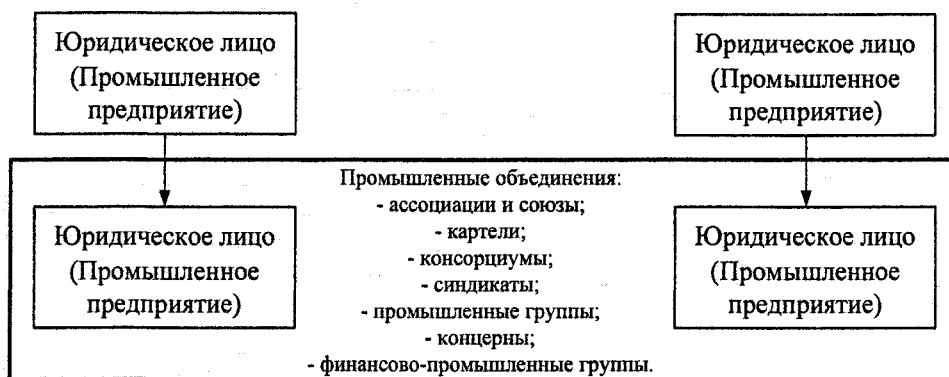 Юридическое лицо
(Промышленное
предприятие)
Юридическое лицо
(Промышленное
предприятие)
Промышленные объединения:
- ассоциации и союзы;
- картели;
- консорциумы;
- синдикаты;
- промышленные группы;
- концерны;
- финансово-промышленные группы.
Юридическое лицо
(Промышленное
предприятие)
Юридическое лицо
(Промышленное
предприятие)